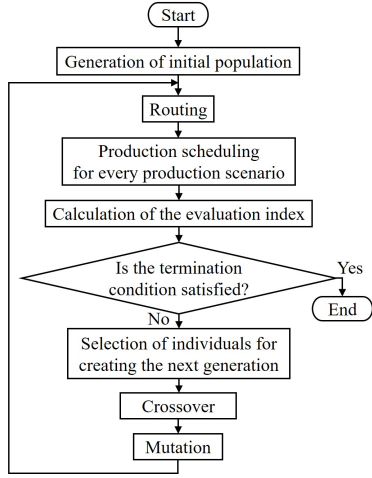 Start
Generation of initial population
Routing
Production scheduling
for every production scenario
Calculation of the evaluation index
Is the termination
condition satisfied?
Yes
End
No
Selection of individuals for
creating the next generation
Crossover
Mutation